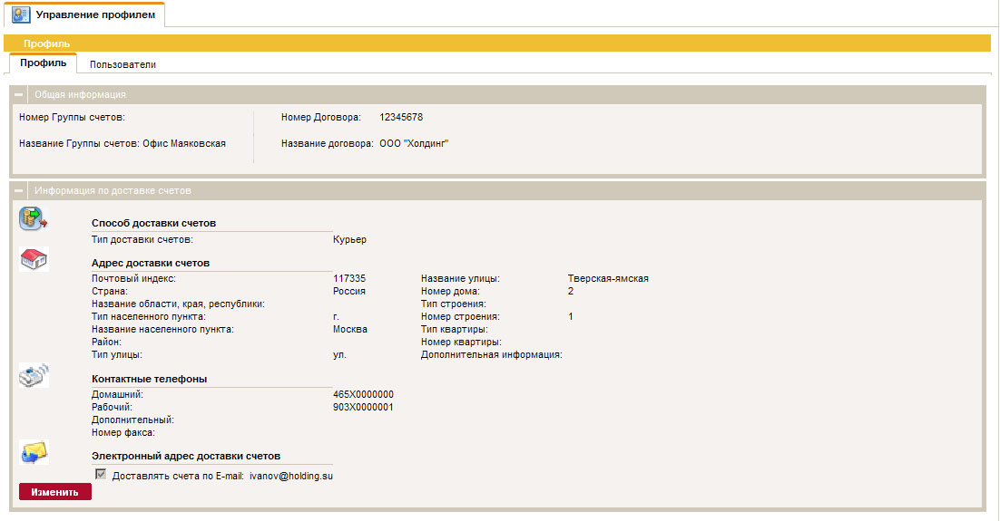 Управление профилем
Профиль
Профиль Пользователи
Общая информация
Номер Группы счетов: Номер Договора: 12345678
Название Группы счетов: Офис Маяковская Название договора: ООО "Холдинг"
Информация по доставке счетов
Способ доставки счетов
Тип доставки счетов: Курьер
Адрес доставки счетов
Почтовый индекс: 117335 Название улицы: Тверская-ямская
Страна: Россия Номер дома: 2
Название области, края, республики: Тип строения:
Тип населенного пункта: г. Номер строения: 1
Название населенного пункта: Москва Тип квартиры:
Район: Номер квартиры:
Тип улицы: ул. Дополнительная информация:
Контактные телефоны
Домашний: 465X0000000
Рабочий: 903X0000001
Дополнительный:
Номер факса:
Электронный адрес доставки счетов
Доставлять счета по E-mail: ivanov@holding.su
Изменить